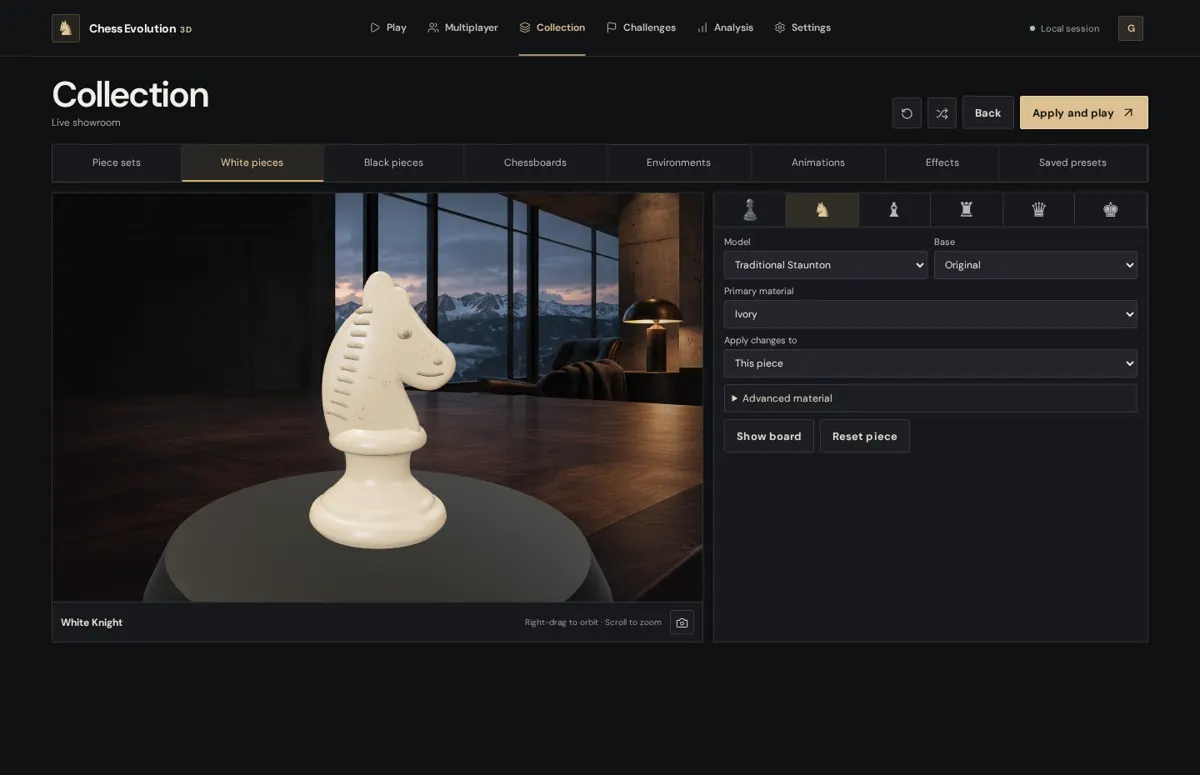 ChessEvolution 3D
Play
Multiplayer
Collection
Challenges
Analysis
Settings
Local session
G
Collection
Live showroom
Back
Apply and play
Piece sets
White pieces
Black pieces
Chessboards
Environments
Animations
Effects
Saved presets
Model
Base
Traditional Staunton
Original
Primary material
Ivory
Apply changes to
This piece
Advanced material
Show board
Reset piece
White Knight
Right-drag to orbit · Scroll to zoom